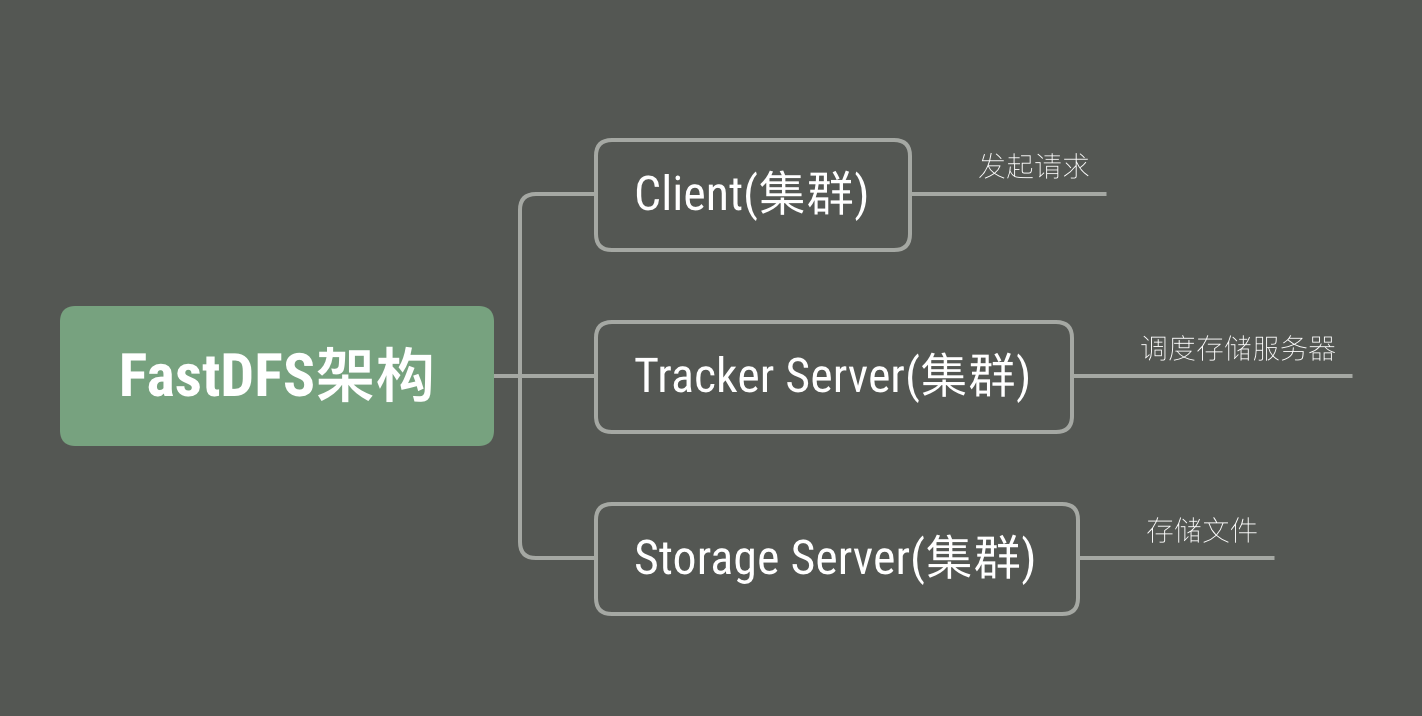 FastDFS架构
Client(集群)
发起请求
Tracker Server(集群)
调度存储服务器
Storage Server(集群)
存储文件